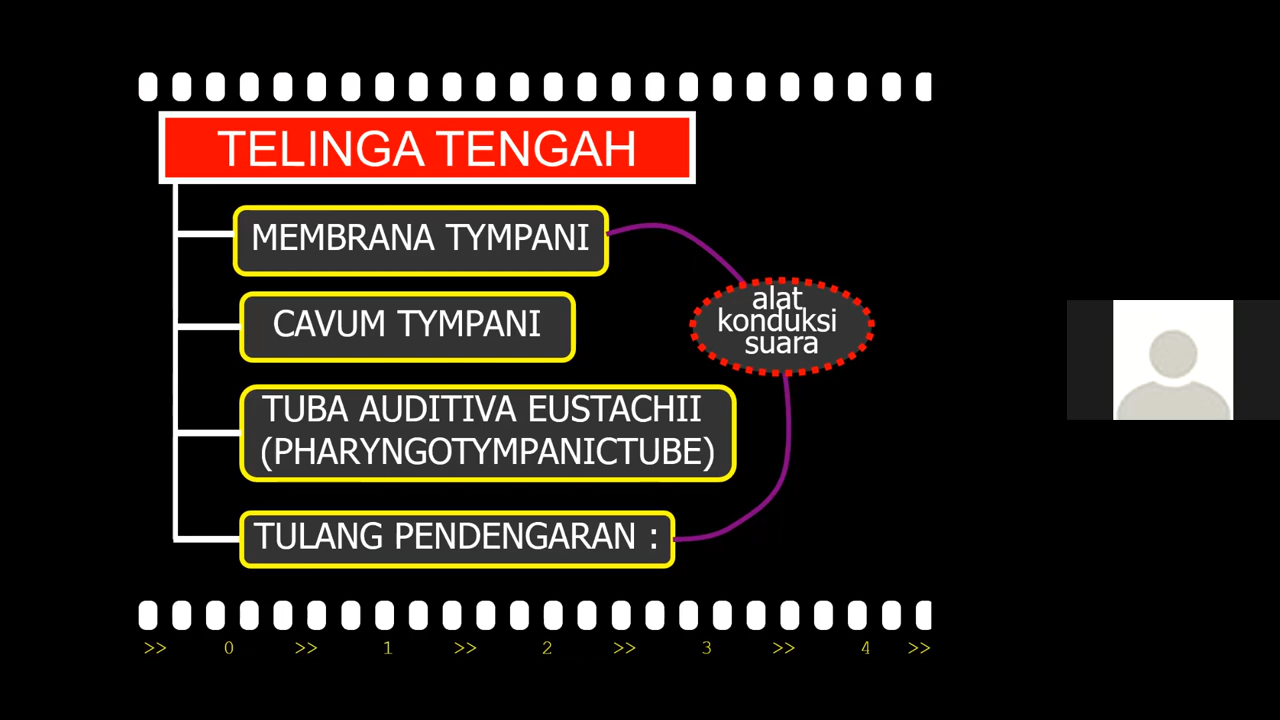 TELINGA TENGAH
MEMBRANA TYMPANI
CAVUM TYMPANI
alat
konduksi
suara
TUBA AUDITIVA EUSTACHII
(PHARYNGOTYMPANICTUBE)
TULANG PENDENGARAN :
>> 0 >> 1 >> 2 >> 3 >> 4 >>